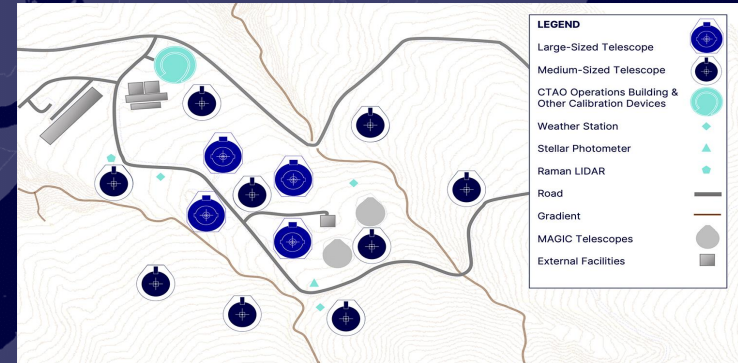 LEGEND
Large-Sized Telescope
Medium-Sized Telescope
CTAO Operations Building &
Other Calibration Devices
Weather Station
Stellar Photometer
Raman LIDAR
Road
Gradient
MAGIC Telescopes
External Facilities